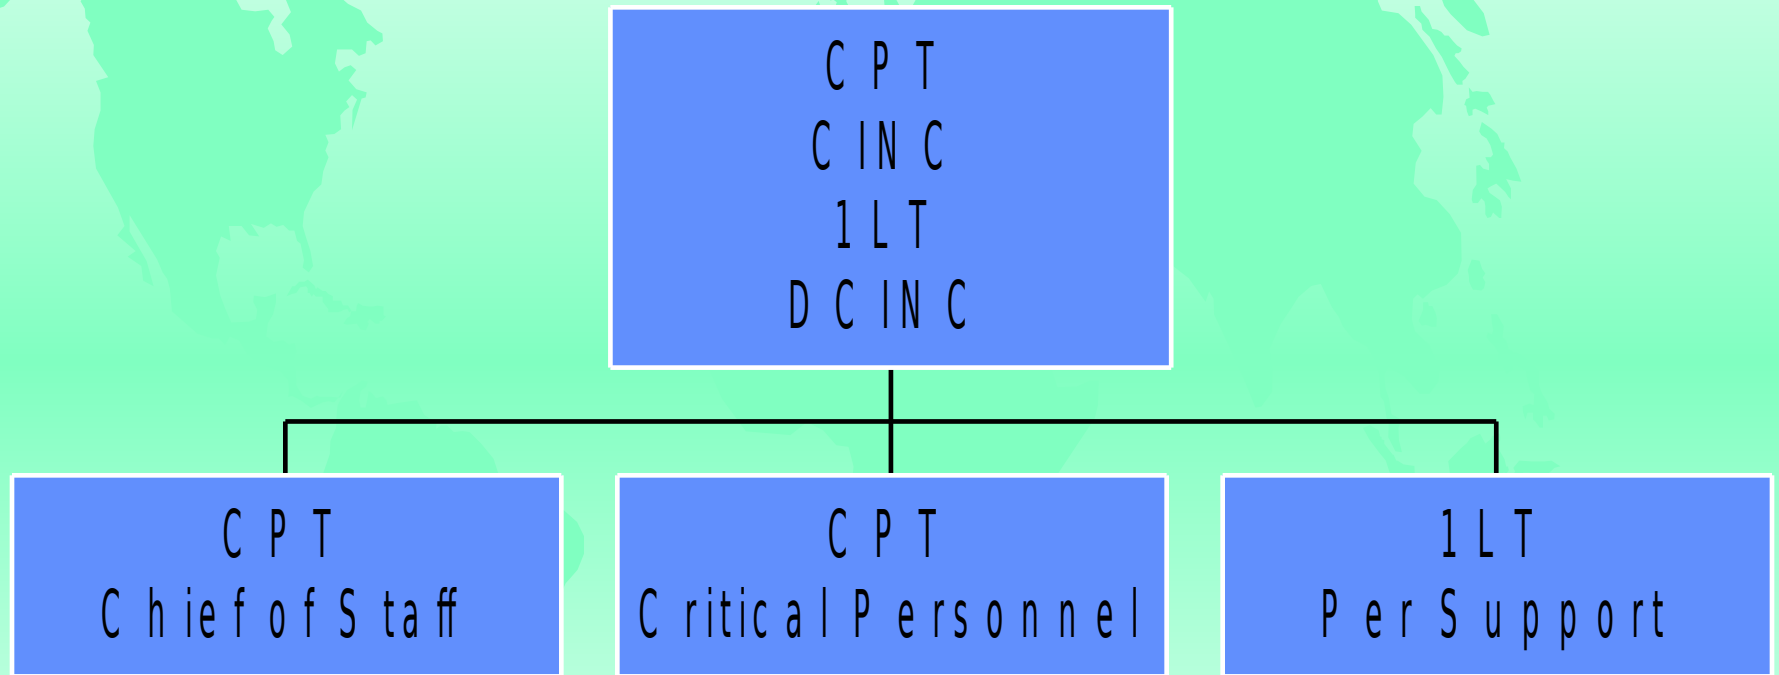 CPT
CINC
1LT
DCINC
CPT
Chief of Staff
CPT
Critical Personnel
1LT
Per Support